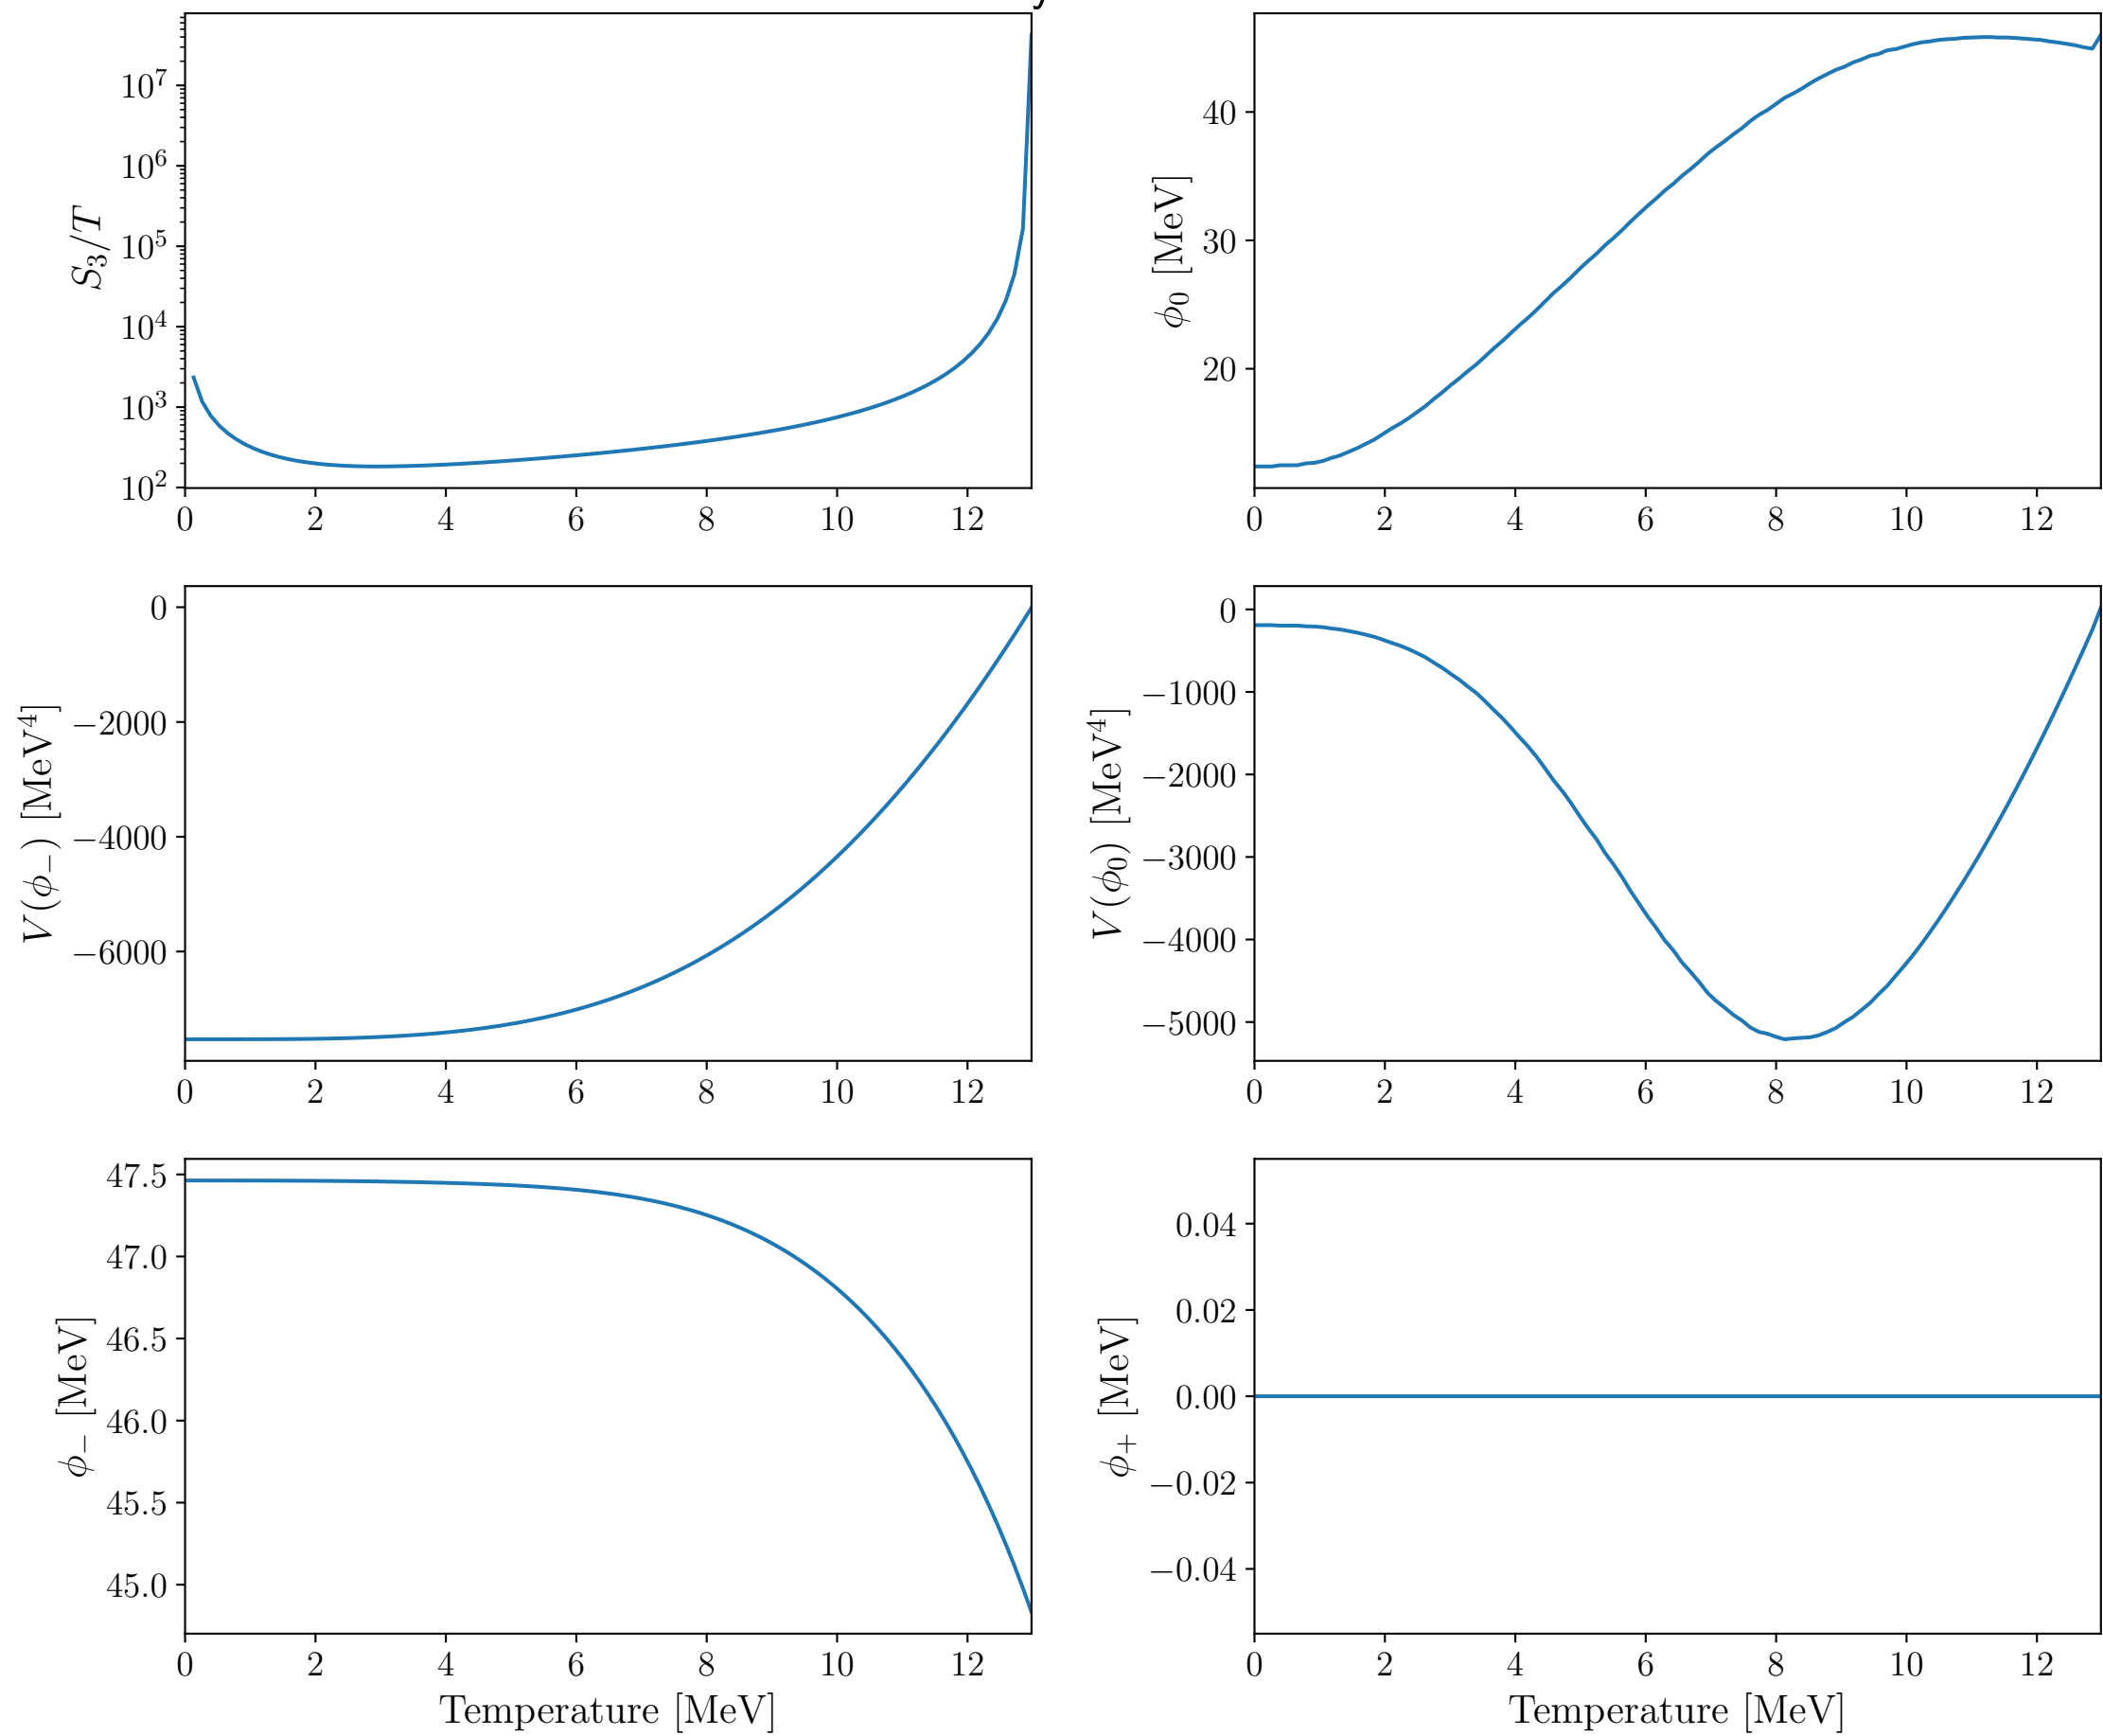 10^7
10^6
10^5
10^4
10^3
10^2
S_3/T
0 2 4 6 8 10 12
40
30
20
ϕ_0 [MeV]
0 2 4 6 8 10 12
0
−2000
−4000
−6000
V(ϕ_−) [MeV^4]
0 2 4 6 8 10 12
0
−1000
−2000
−3000
−4000
−5000
V(ϕ_0) [MeV^4]
0 2 4 6 8 10 12
47.5
47.0
46.5
46.0
45.5
45.0
ϕ_− [MeV]
0 2 4 6 8 10 12
Temperature [MeV]
0.04
0.02
0.00
−0.02
−0.04
ϕ_+ [MeV]
0 2 4 6 8 10 12
Temperature [MeV]